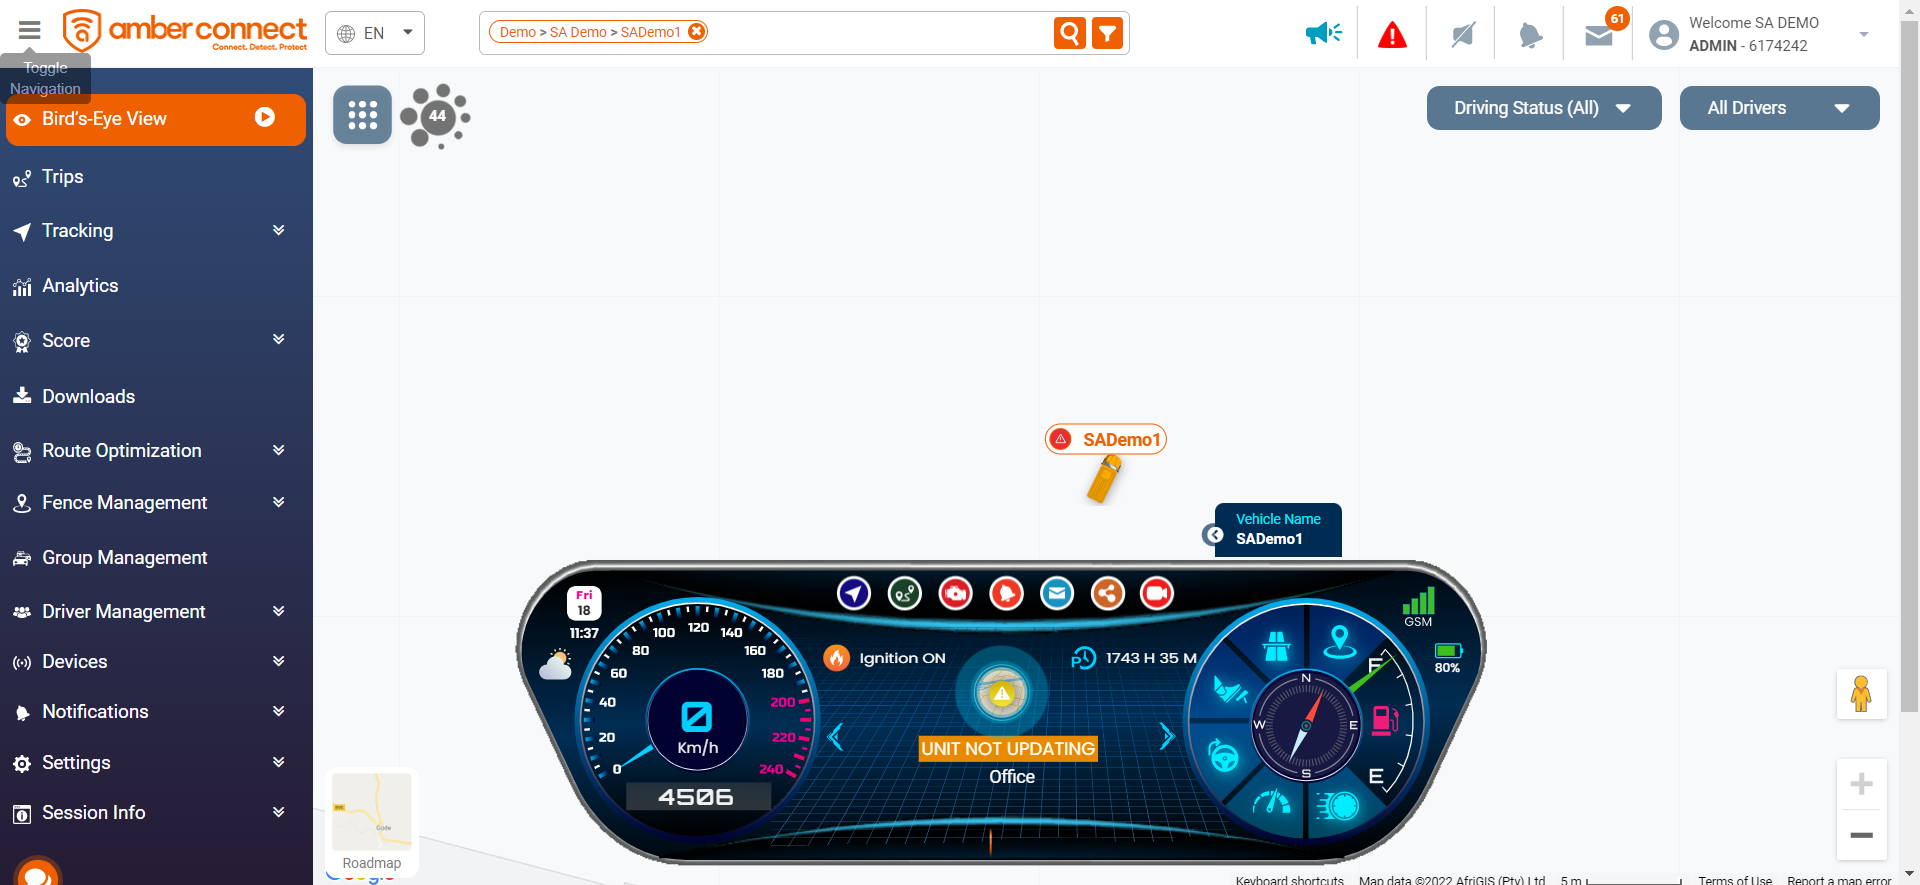 amber connect
Connect. Detect. Protect
EN
Demo > SA Demo > SADemo1
61
Welcome SA DEMO
ADMIN - 6174242
Toggle
Navigation
Bird's-Eye View
Trips
Tracking
Analytics
Score
Downloads
Route Optimization
Fence Management
Group Management
Driver Management
Devices
Notifications
Settings
Session Info
44
Driving Status (All)
All Drivers
SADemo1
Vehicle Name
SADemo1
Fri
18
11:37
0
20
40
60
80
100
120
140
160
180
200
220
240
0
Km/h
4506
Ignition ON
P
1743 H 35 M
UNIT NOT UPDATING
Office
N
E
S
W
F
E
GSM
80%
Gode
Roadmap
Google
Keyboard shortcuts
Map data ©2022 AfriGIS (Pty) Ltd
5 m
Terms of Use
Report a map error